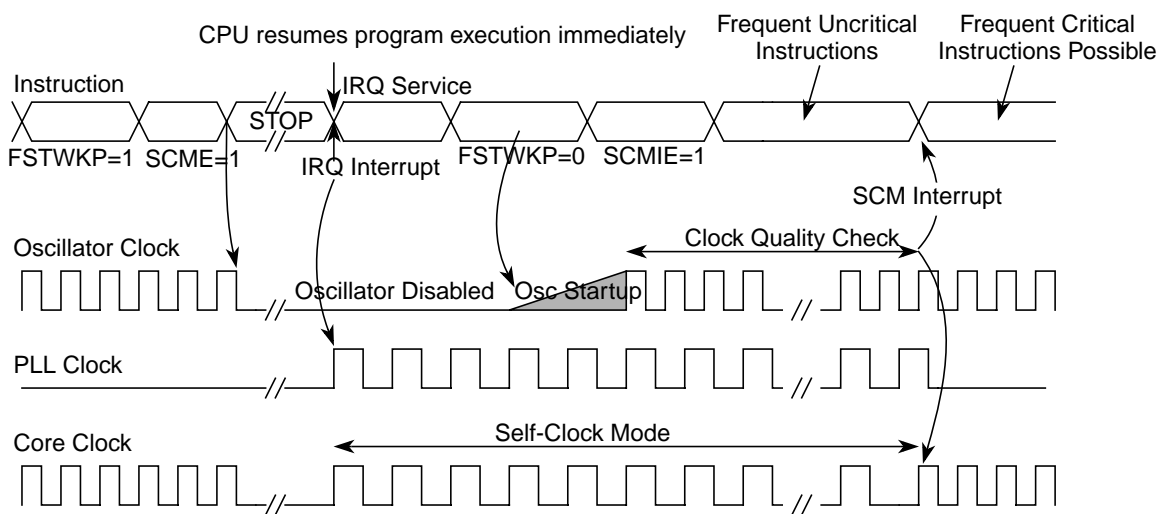 Frequent Uncritical
Instructions
Frequent Critical
Instructions Possible
CPU resumes program execution immediately
Instruction
IRQ Service
STOP
FSTWKP=1
SCME=1
IRQ Interrupt
FSTWKP=0
SCMIE=1
SCM Interrupt
Oscillator Clock
Clock Quality Check
Oscillator Disabled
Osc Startup
PLL Clock
Core Clock
Self-Clock Mode